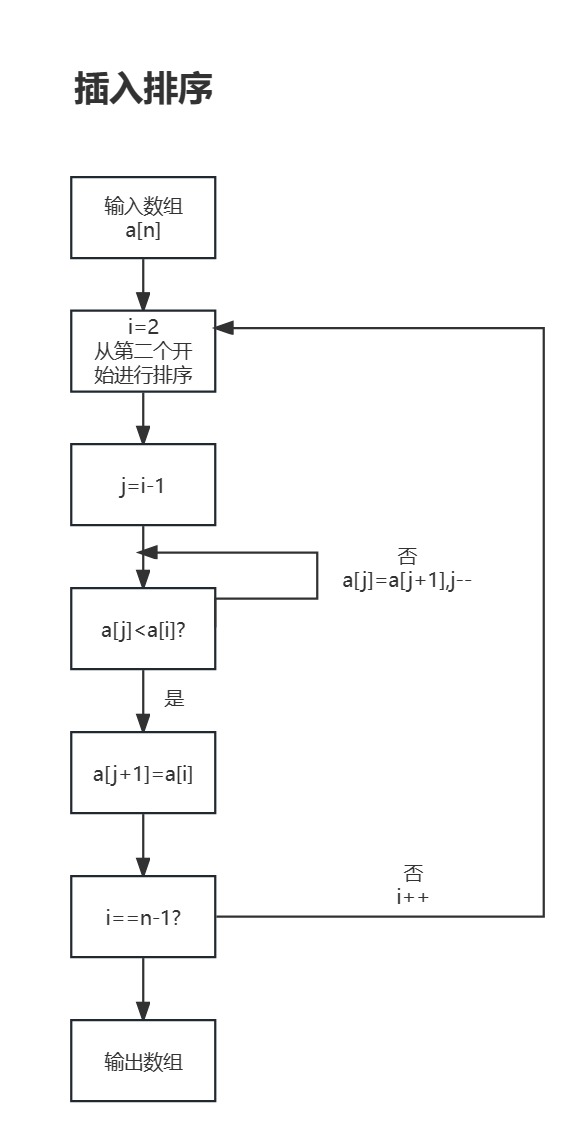 插入排序
输入数组
a[n]
i=2
从第二个开
始进行排序
j=i-1
否
a[j]=a[j+1],j--
a[j]<a[i]?
是
a[j+1]=a[i]
否
i++
i==n-1?
输出数组